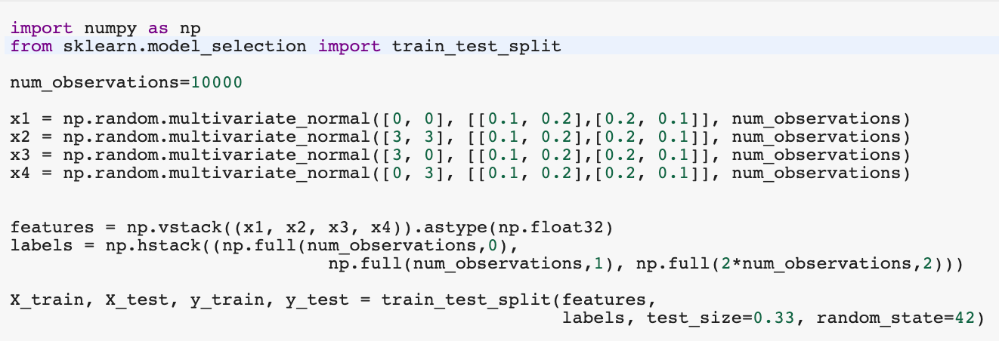 import numpy as np
from sklearn.model_selection import train_test_split
num_observations=10000
x1 = np.random.multivariate_normal([0, 0], [[0.1, 0.2],[0.2, 0.1]], num_observations)
x2 = np.random.multivariate_normal([3, 3], [[0.1, 0.2],[0.2, 0.1]], num_observations)
x3 = np.random.multivariate_normal([3, 0], [[0.1, 0.2],[0.2, 0.1]], num_observations)
x4 = np.random.multivariate_normal([0, 3], [[0.1, 0.2],[0.2, 0.1]], num_observations)
features = np.vstack((x1, x2, x3, x4)).astype(np.float32)
labels = np.hstack((np.full(num_observations,0),
np.full(num_observations,1), np.full(2*num_observations,2)))
X_train, X_test, y_train, y_test = train_test_split(features,
labels, test_size=0.33, random_state=42)